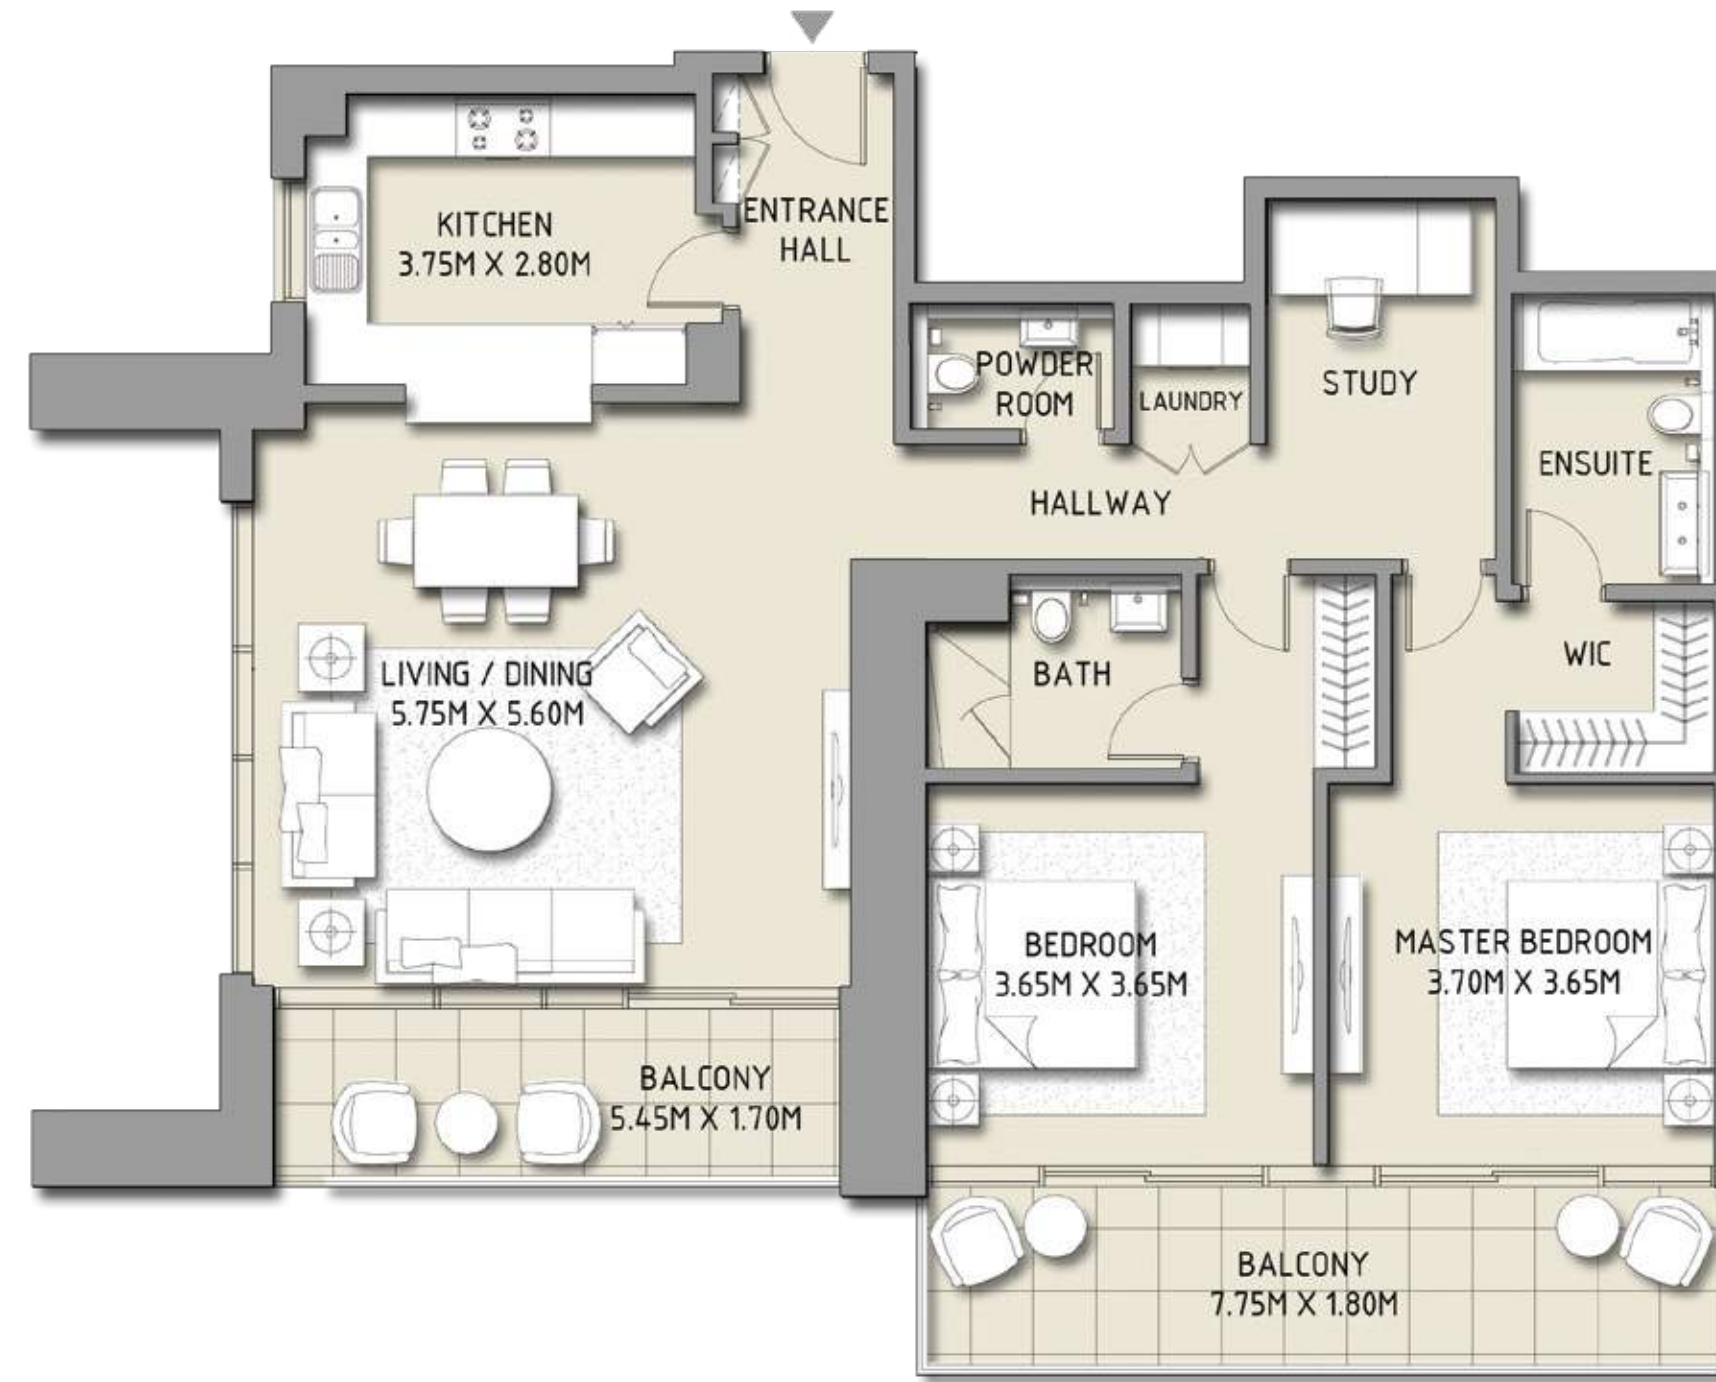 KITCHEN
3.75M X 2.80M
ENTRANCE
HALL
POWDER
ROOM
LAUNDRY
STUDY
ENSUITE
HALLWAY
LIVING / DINING
5.75M X 5.60M
BATH
WIC
BEDROOM
3.65M X 3.65M
MASTER BEDROOM
3.70M X 3.65M
BALCONY
5.45M X 1.70M
BALCONY
7.75M X 1.80M